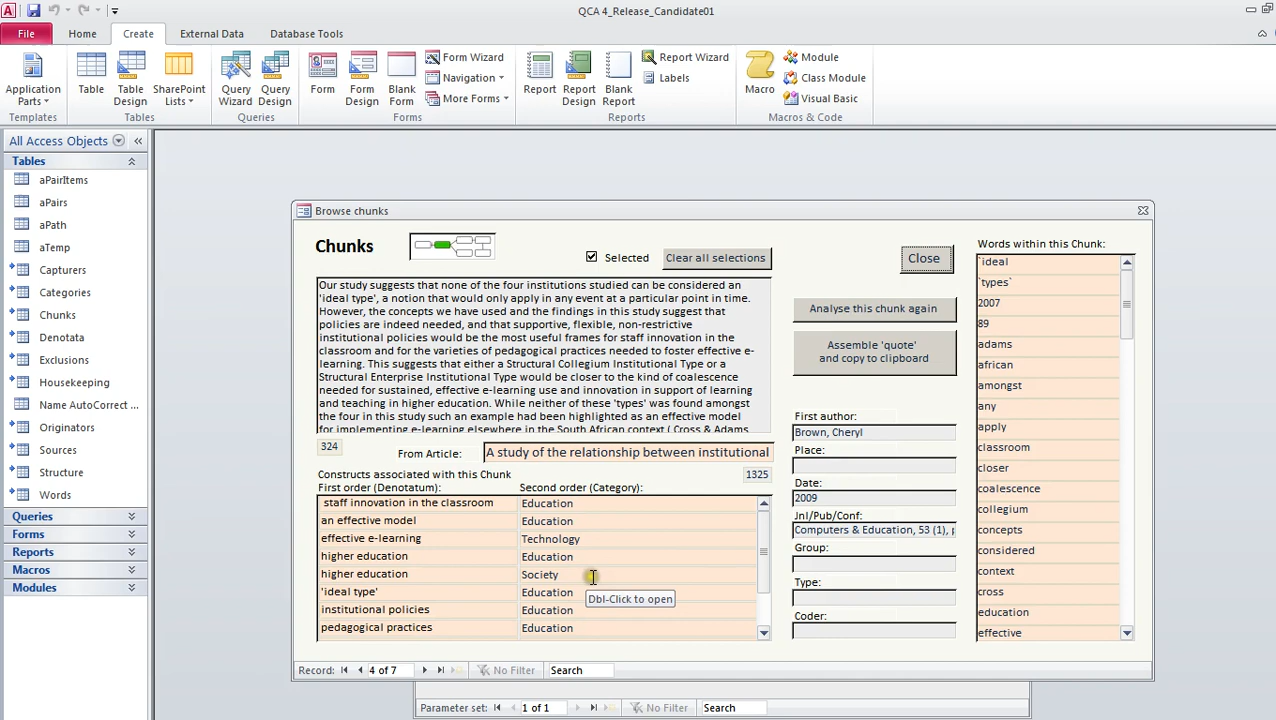 QCA 4_Release_Candidate01
File Home Create External Data Database Tools
Application Parts
Table
Table Design
SharePoint Lists
Query Wizard
Query Design
Form
Form Design
Blank Form
Form Wizard
Navigation
More Forms
Report
Report Design
Blank Report
Report Wizard
Labels
Macro
Module
Class Module
Visual Basic
Templates Tables Queries Forms Reports Macros & Code
All Access Objects
Tables
aPairItems
aPairs
aPath
aTemp
Capturers
Categories
Chunks
Denotata
Exclusions
Housekeeping
Name AutoCorrect ...
Originators
Sources
Structure
Words
Queries
Forms
Reports
Macros
Modules
Browse chunks
Chunks
Selected
Clear all selections
Close
Our study suggests that none of the four institutions studied can be considered an
'ideal type', a notion that would only apply in any event at a particular point in time.
However, the concepts we have used and the findings in this study suggest that
policies are indeed needed, and that supportive, flexible, non-restrictive
institutional policies would be the most useful frames for staff innovation in the
classroom and for the varieties of pedagogical practices needed to foster effective e-
learning. This suggests that either a Structural Collegium Institutional Type or a
Structural Enterprise Institutional Type would be closer to the kind of coalescence
needed for sustained, effective e-learning use and innovation in support of learning
and teaching in higher education. While neither of these 'types' was found amongst
the four in this study such an example had been highlighted as an effective model
for implementing e-learning elsewhere in the South African context ( Cross & Adams
324
From Article: A study of the relationship between institutional
Constructs associated with this Chunk 1325
First order (Denotatum): Second order (Category):
staff innovation in the classroom Education
an effective model Education
effective e-learning Technology
higher education Education
higher education Society
'ideal type' Education
institutional policies Education
pedagogical practices Education
Dbl-Click to open
Analyse this chunk again
Assemble 'quote'
and copy to clipboard
First author:
Brown, Cheryl
Place:
Date:
2009
Jnl/Pub/Conf:
Computers & Education, 53 (1), p
Group:
Type:
Coder:
Words within this Chunk:
`ideal
`types`
2007
89
adams
african
amongst
any
apply
classroom
closer
coalescence
collegium
concepts
considered
context
cross
education
effective
Record: 4 of 7 No Filter Search
Parameter set: 1 of 1 No Filter Search